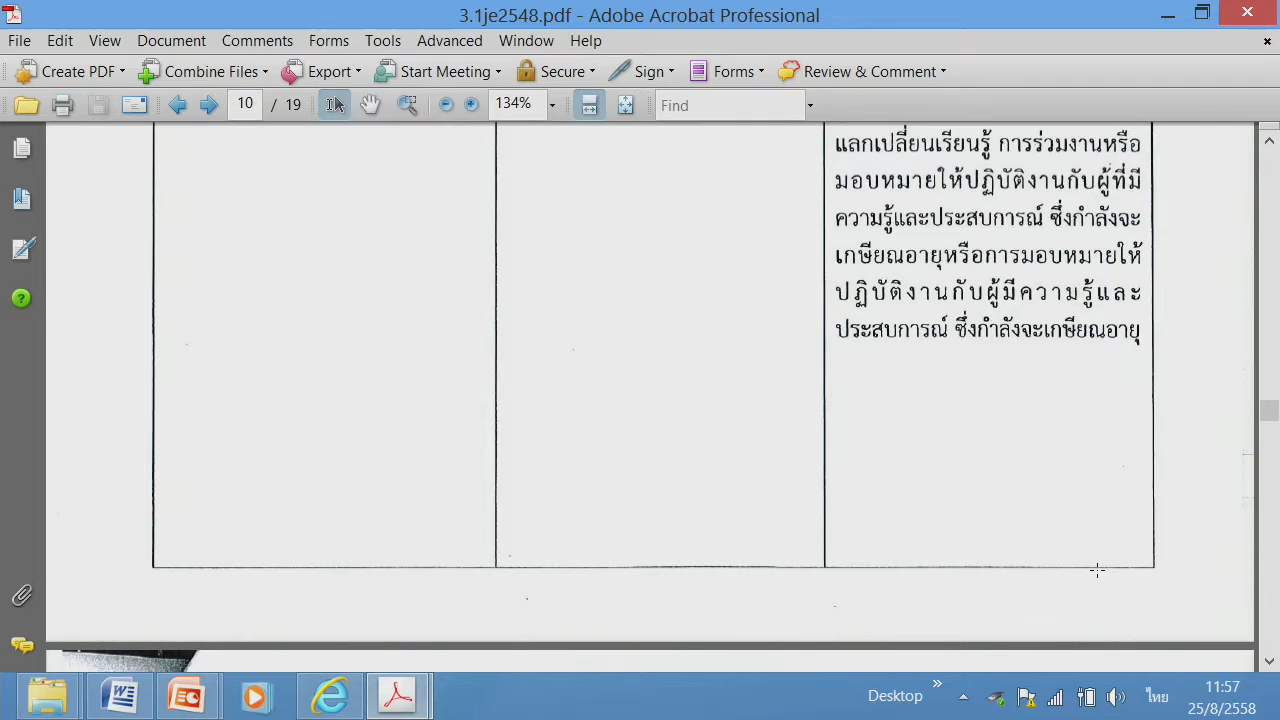 3.1je2548.pdf - Adobe Acrobat Professional
File Edit View Document Comments Forms Tools Advanced Window Help
Create PDF Combine Files Export Start Meeting Secure Sign Forms Review & Comment
10 / 19 134% Find
แลกเปลี่ยนเรียนรู้ การร่วมงานหรือ
มอบหมายให้ปฏิบัติงานกับผู้ที่มี
ความรู้และประสบการณ์ ซึ่งกำลังจะ
เกษียณอายุหรือการมอบหมายให้
ปฏิบัติงานกับผู้มีความรู้และ
ประสบการณ์ ซึ่งกำลังจะเกษียณอายุ
Desktop ไทย 11:57
25/8/2558